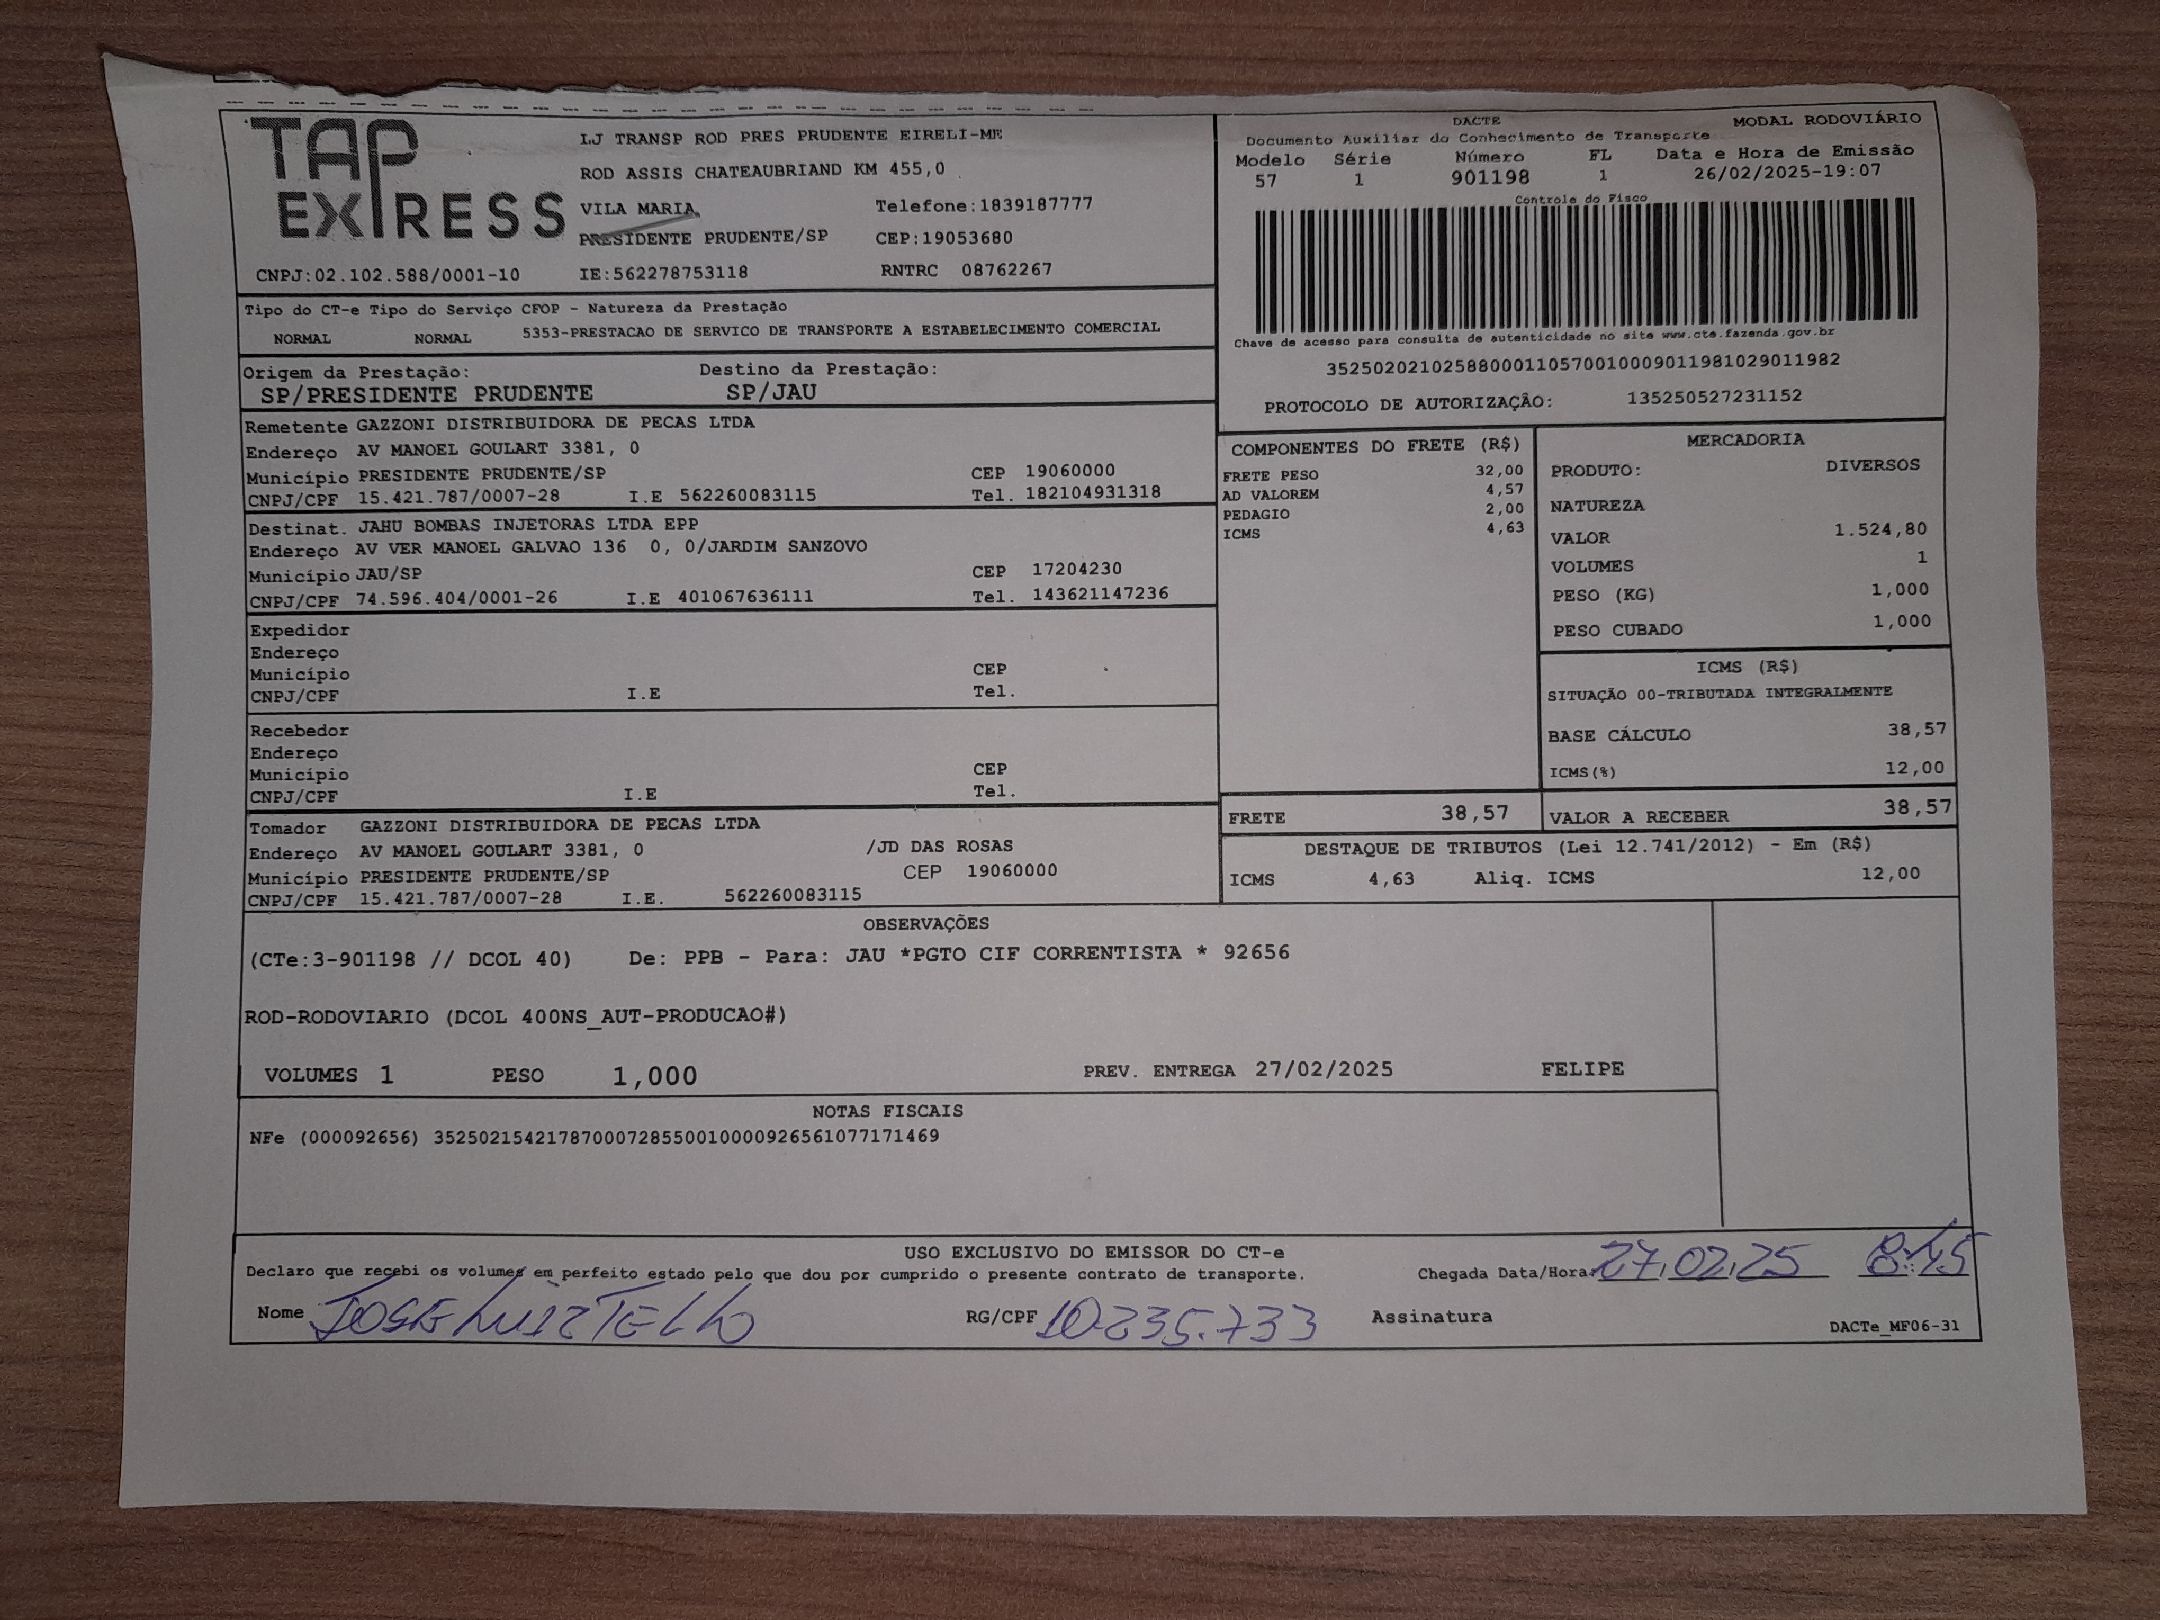 TAP EXPRESS
LJ TRANSP ROD PRES PRUDENTE EIRELI-ME
ROD ASSIS CHATEAUBRIAND KM 455,0
VILA MARIA Telefone:1839187777
PRESIDENTE PRUDENTE/SP CEP:19053680
CNPJ:02.102.588/0001-10 IE:562278753118 RNTRC 08762267
DACTE MODAL RODOVIÁRIO
Documento Auxiliar do Conhecimento de Transporte
Modelo Série Número FL Data e Hora de Emissão
57 1 901198 1 26/02/2025-19:07
Controle do Fisco
Chave de acesso para consulta de autenticidade no site www.cte.fazenda.gov.br
35250202102588000110570010009011981029011982
PROTOCOLO DE AUTORIZAÇÃO: 135250527231152
Tipo do CT-e Tipo do Serviço CFOP - Natureza da Prestação
NORMAL NORMAL 5353-PRESTACAO DE SERVICO DE TRANSPORTE A ESTABELECIMENTO COMERCIAL
Origem da Prestação: Destino da Prestação:
SP/PRESIDENTE PRUDENTE SP/JAU
Remetente GAZZONI DISTRIBUIDORA DE PECAS LTDA
Endereço AV MANOEL GOULART 3381, 0
Município PRESIDENTE PRUDENTE/SP CEP 19060000
CNPJ/CPF 15.421.787/0007-28 I.E 562260083115 Tel. 182104931318
Destinat. JAHU BOMBAS INJETORAS LTDA EPP
Endereço AV VER MANOEL GALVAO 136 0, 0/JARDIM SANZOVO
Município JAU/SP CEP 17204230
CNPJ/CPF 74.596.404/0001-26 I.E 401067636111 Tel. 143621147236
Expedidor
Endereço
Município CEP
CNPJ/CPF I.E Tel.
Recebedor
Endereço
Município CEP
CNPJ/CPF I.E Tel.
Tomador GAZZONI DISTRIBUIDORA DE PECAS LTDA
Endereço AV MANOEL GOULART 3381, 0 /JD DAS ROSAS
Município PRESIDENTE PRUDENTE/SP CEP 19060000
CNPJ/CPF 15.421.787/0007-28 I.E. 562260083115
COMPONENTES DO FRETE (R$)
FRETE PESO 32,00
AD VALOREM 4,57
PEDAGIO 2,00
ICMS 4,63
MERCADORIA
PRODUTO: DIVERSOS
NATUREZA
VALOR 1.524,80
VOLUMES 1
PESO (KG) 1,000
PESO CUBADO 1,000
ICMS (R$)
SITUAÇÃO 00-TRIBUTADA INTEGRALMENTE
BASE CÁLCULO 38,57
ICMS(%) 12,00
FRETE 38,57 VALOR A RECEBER 38,57
DESTAQUE DE TRIBUTOS (Lei 12.741/2012) - Em (R$)
ICMS 4,63 Aliq. ICMS 12,00
OBSERVAÇÕES
(CTe:3-901198 // DCOL 40) De: PPB - Para: JAU *PGTO CIF CORRENTISTA * 92656
ROD-RODOVIARIO (DCOL 400NS_AUT-PRODUCAO#)
VOLUMES 1 PESO 1,000 PREV. ENTREGA 27/02/2025 FELIPE
NOTAS FISCAIS
NFe (000092656) 35250215421787000728550010000926561077171469
USO EXCLUSIVO DO EMISSOR DO CT-e
Declaro que recebi os volumes em perfeito estado pelo que dou por cumprido o presente contrato de transporte. Chegada Data/Hora 27,02,25 8:45
Nome JOSE LUIZ TELLO RG/CPF 10.235.733 Assinatura
DACTe_MF06-31